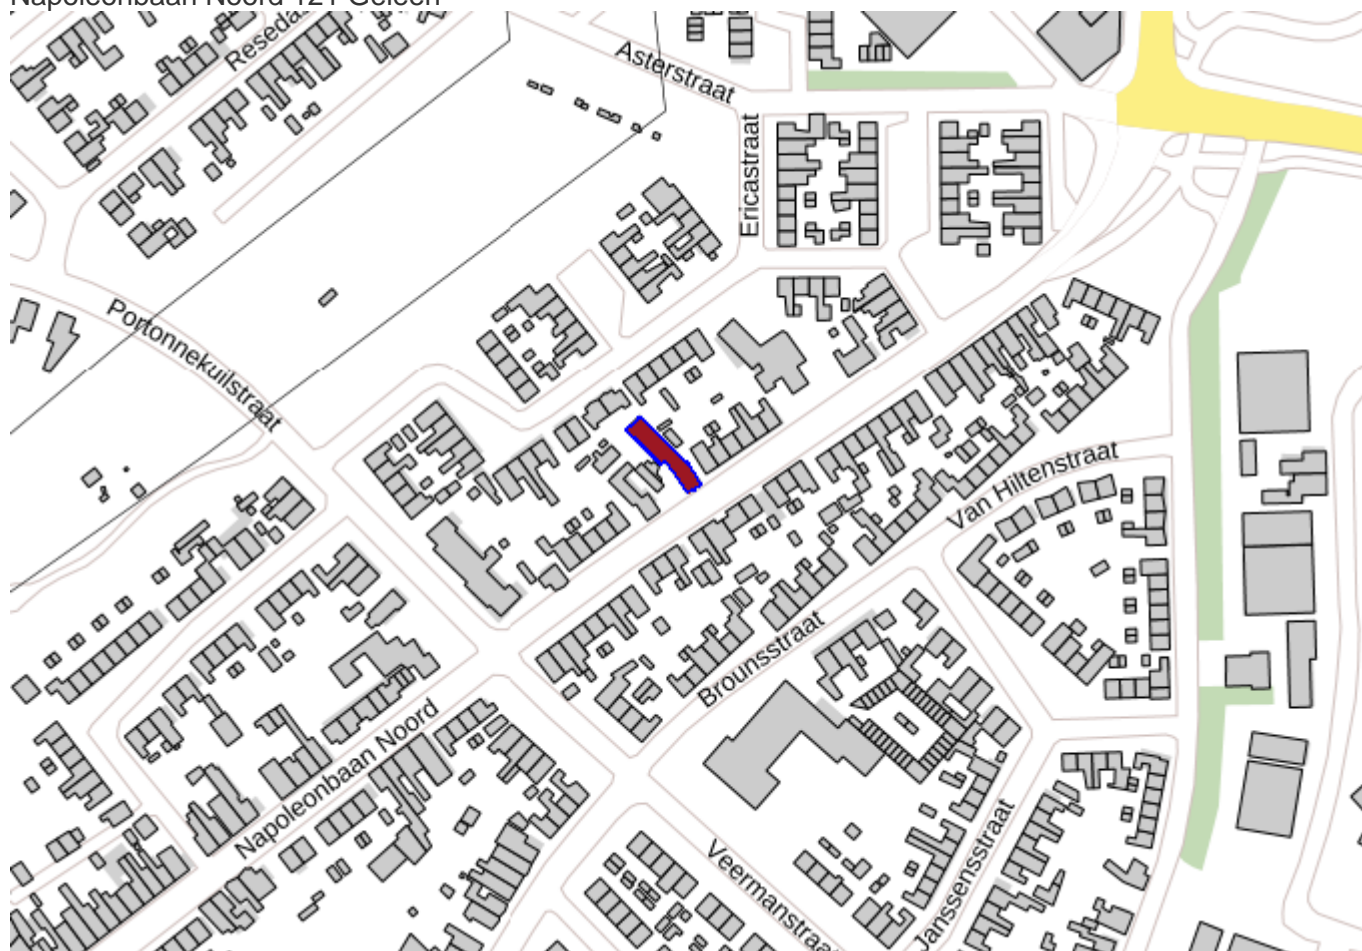 Napoleonbaan Noord 121 Geleen
Asterstraat
Ericastraat
Portonnekuilstraat
Van Hiltenstraat
Brounsstraat
Napoleonbaan Noord
Veermanstraat
Janssensstraat